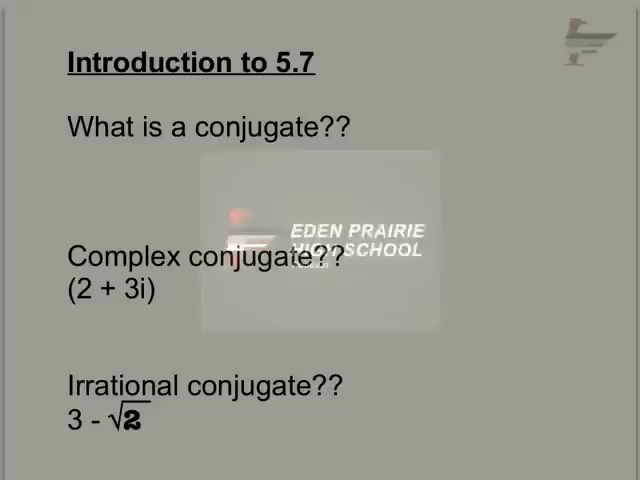 Introduction to 5.7
What is a conjugate??
EDEN PRAIRIE
HIGH SCHOOL
Complex conjugate??
(2 + 3i)
Irrational conjugate??
3 - √2